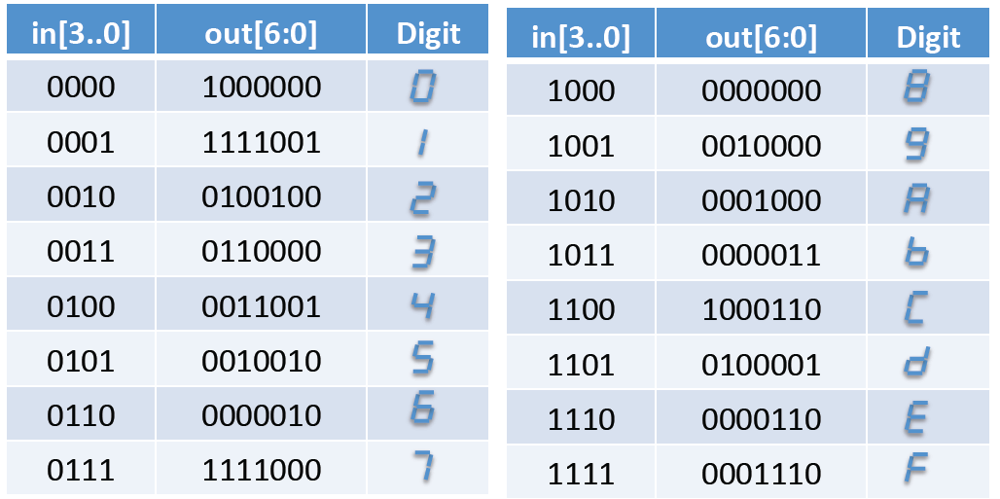 in[3..0] out[6:0] Digit
0000 1000000 0
0001 1111001 1
0010 0100100 2
0011 0110000 3
0100 0011001 4
0101 0010010 5
0110 0000010 6
0111 1111000 7
in[3..0] out[6:0] Digit
1000 0000000 8
1001 0010000 9
1010 0001000 A
1011 0000011 b
1100 1000110 C
1101 0100001 d
1110 0000110 E
1111 0001110 F